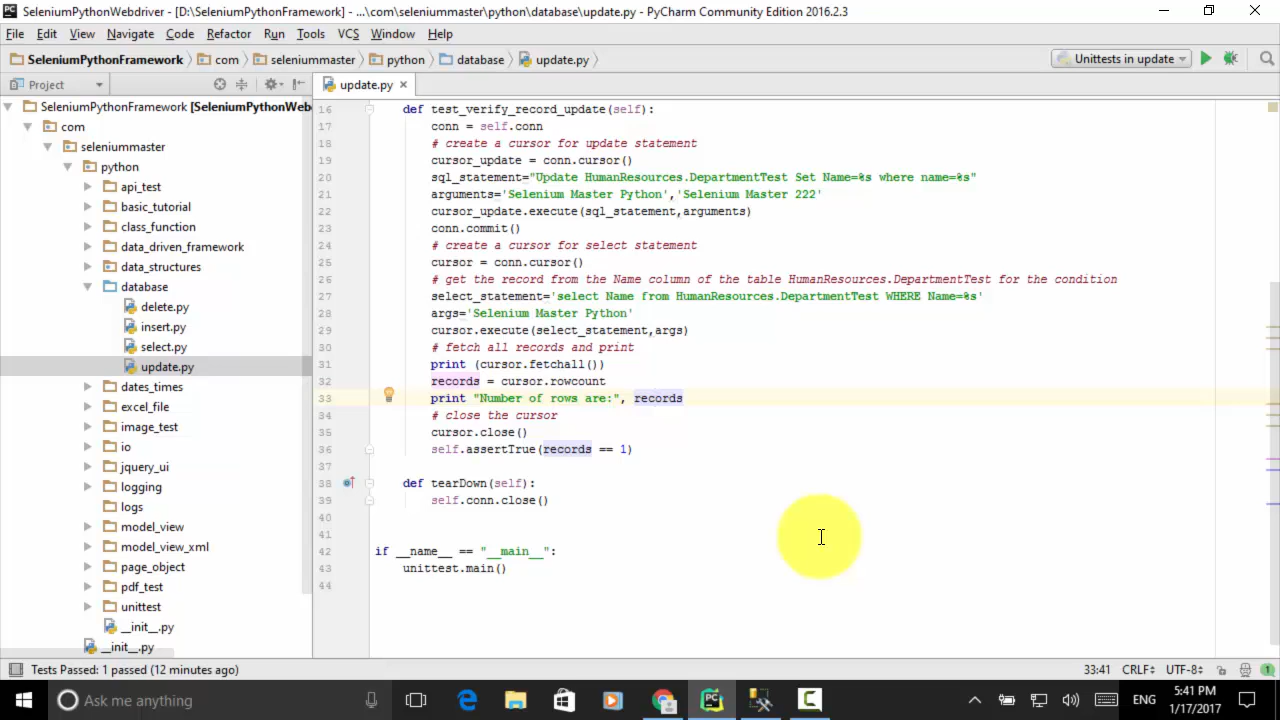 SeleniumPythonWebdriver - [D:\SeleniumPythonFramework] - ...\com\seleniummaster\python\database\update.py - PyCharm Community Edition 2016.2.3
File Edit View Navigate Code Refactor Run Tools VCS Window Help
SeleniumPythonFramework com seleniummaster python database update.py Unittests in update
Project update.py
SeleniumPythonFramework [SeleniumPythonWebd
com
seleniummaster
python
api_test
basic_tutorial
class_function
data_driven_framework
data_structures
database
delete.py
insert.py
select.py
update.py
dates_times
excel_file
image_test
io
jquery_ui
logging
logs
model_view
model_view_xml
page_object
pdf_test
unittest
__init__.py
__init__.py
16 def test_verify_record_update(self):
17 conn = self.conn
18 # create a cursor for update statement
19 cursor_update = conn.cursor()
20 sql_statement="Update HumanResources.DepartmentTest Set Name=%s where name=%s"
21 arguments='Selenium Master Python','Selenium Master 222'
22 cursor_update.execute(sql_statement,arguments)
23 conn.commit()
24 # create a cursor for select statement
25 cursor = conn.cursor()
26 # get the record from the Name column of the table HumanResources.DepartmentTest for the condition
27 select_statement='select Name from HumanResources.DepartmentTest WHERE Name=%s'
28 args='Selenium Master Python'
29 cursor.execute(select_statement,args)
30 # fetch all records and print
31 print (cursor.fetchall())
32 records = cursor.rowcount
33 print "Number of rows are:", records
34 # close the cursor
35 cursor.close()
36 self.assertTrue(records == 1)
37
38 def tearDown(self):
39 self.conn.close()
40
41
42 if __name__ == "__main__":
43 unittest.main()
44
Tests Passed: 1 passed (12 minutes ago) 33:41 CRLF UTF-8 1
Ask me anything ENG 5:41 PM
1/17/2017